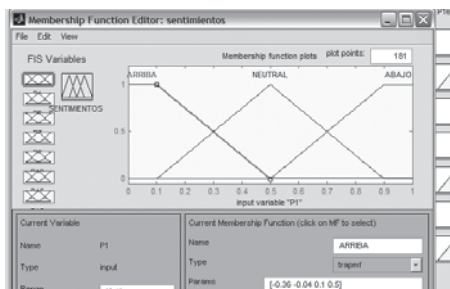 Membership Function Editor: sentimientos
File Edit View
FIS Variables
Membership function plots plot points: 181
SENTIMIENTOS
ARRIBA NEUTRAL ABAJO
1
0.5
0
0 0.1 0.2 0.3 0.4 0.5 0.6 0.7 0.8 0.9 1
input variable "P1"
Current Variable
Name P1
Type input
Current Membership Function (click on MF to select)
Name ARRIBA
Type trapmf
Params [-0.36 -0.04 0.1 0.5]